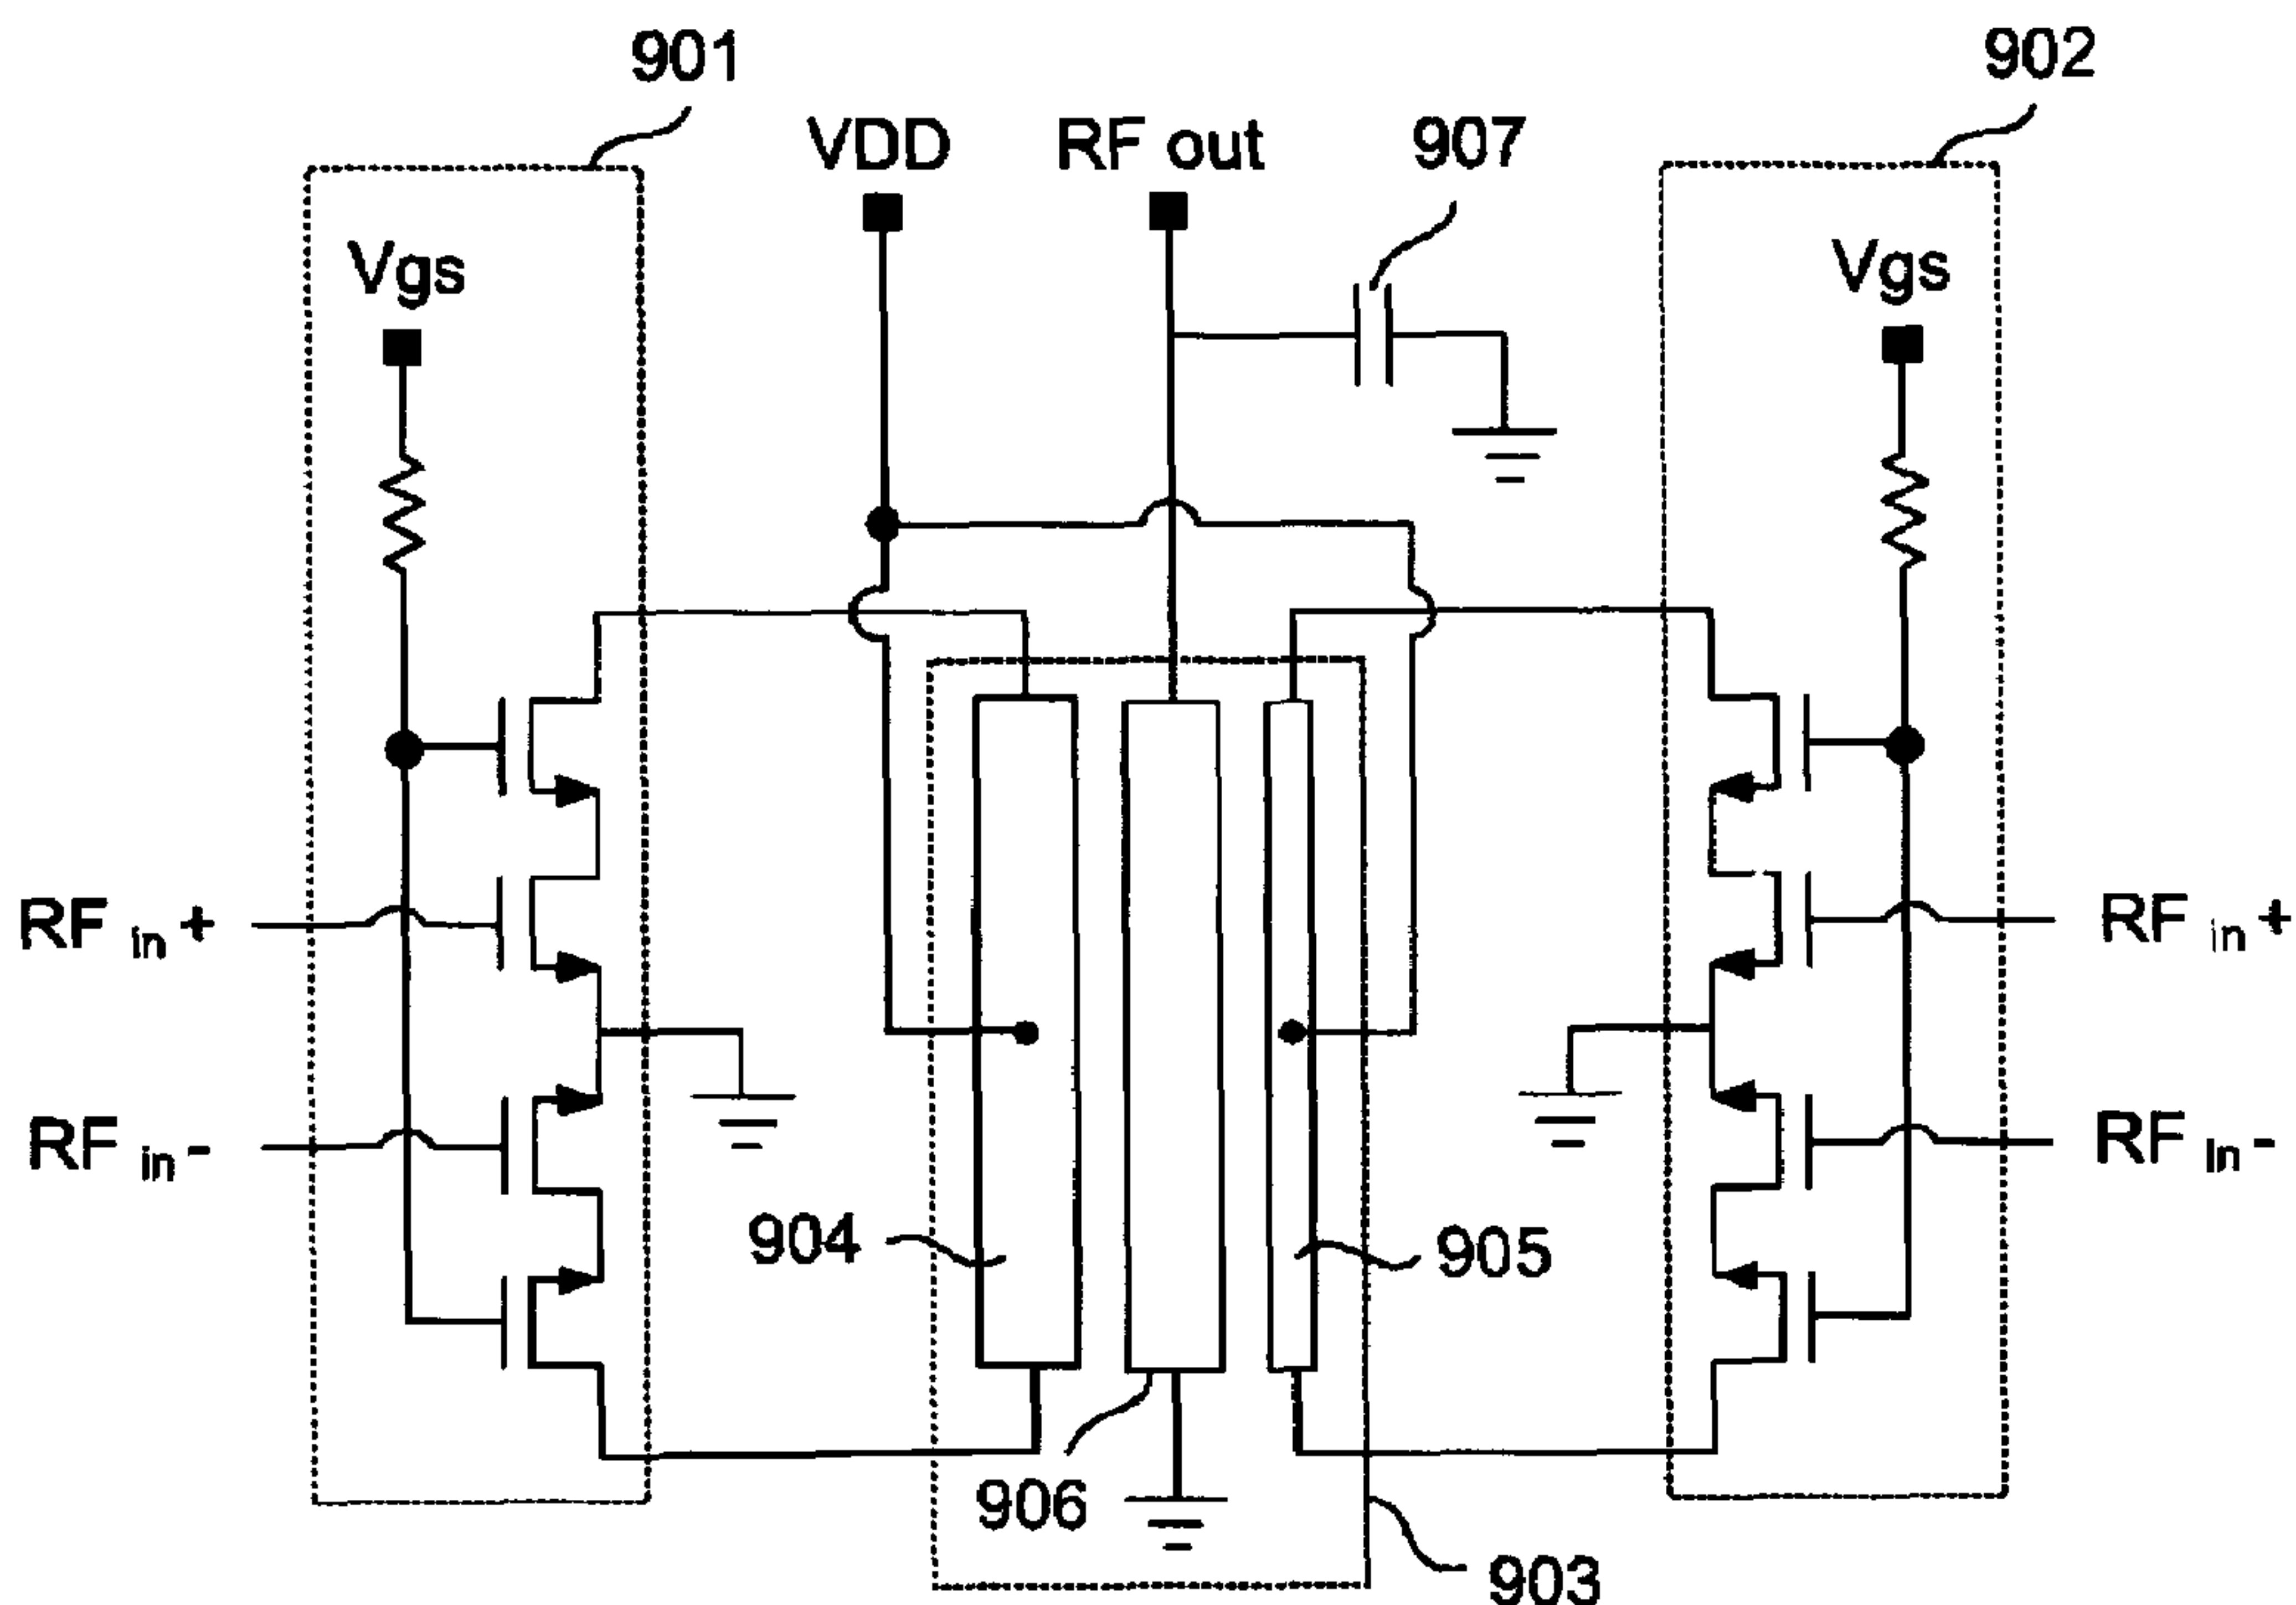 901
902
VDD
RF out
907
Vgs
Vgs
RF in +
RF in +
RF in -
RF in -
904
905
906
903